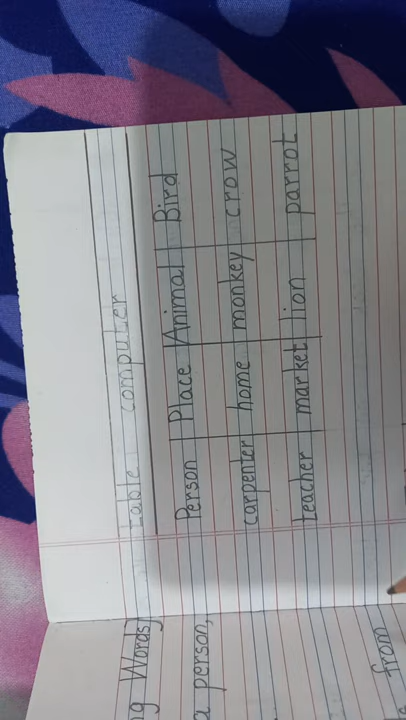 table computer
Person Place Animal Bird
carpenter home monkey crow
teacher market lion parrot
g Words)
a person,
from